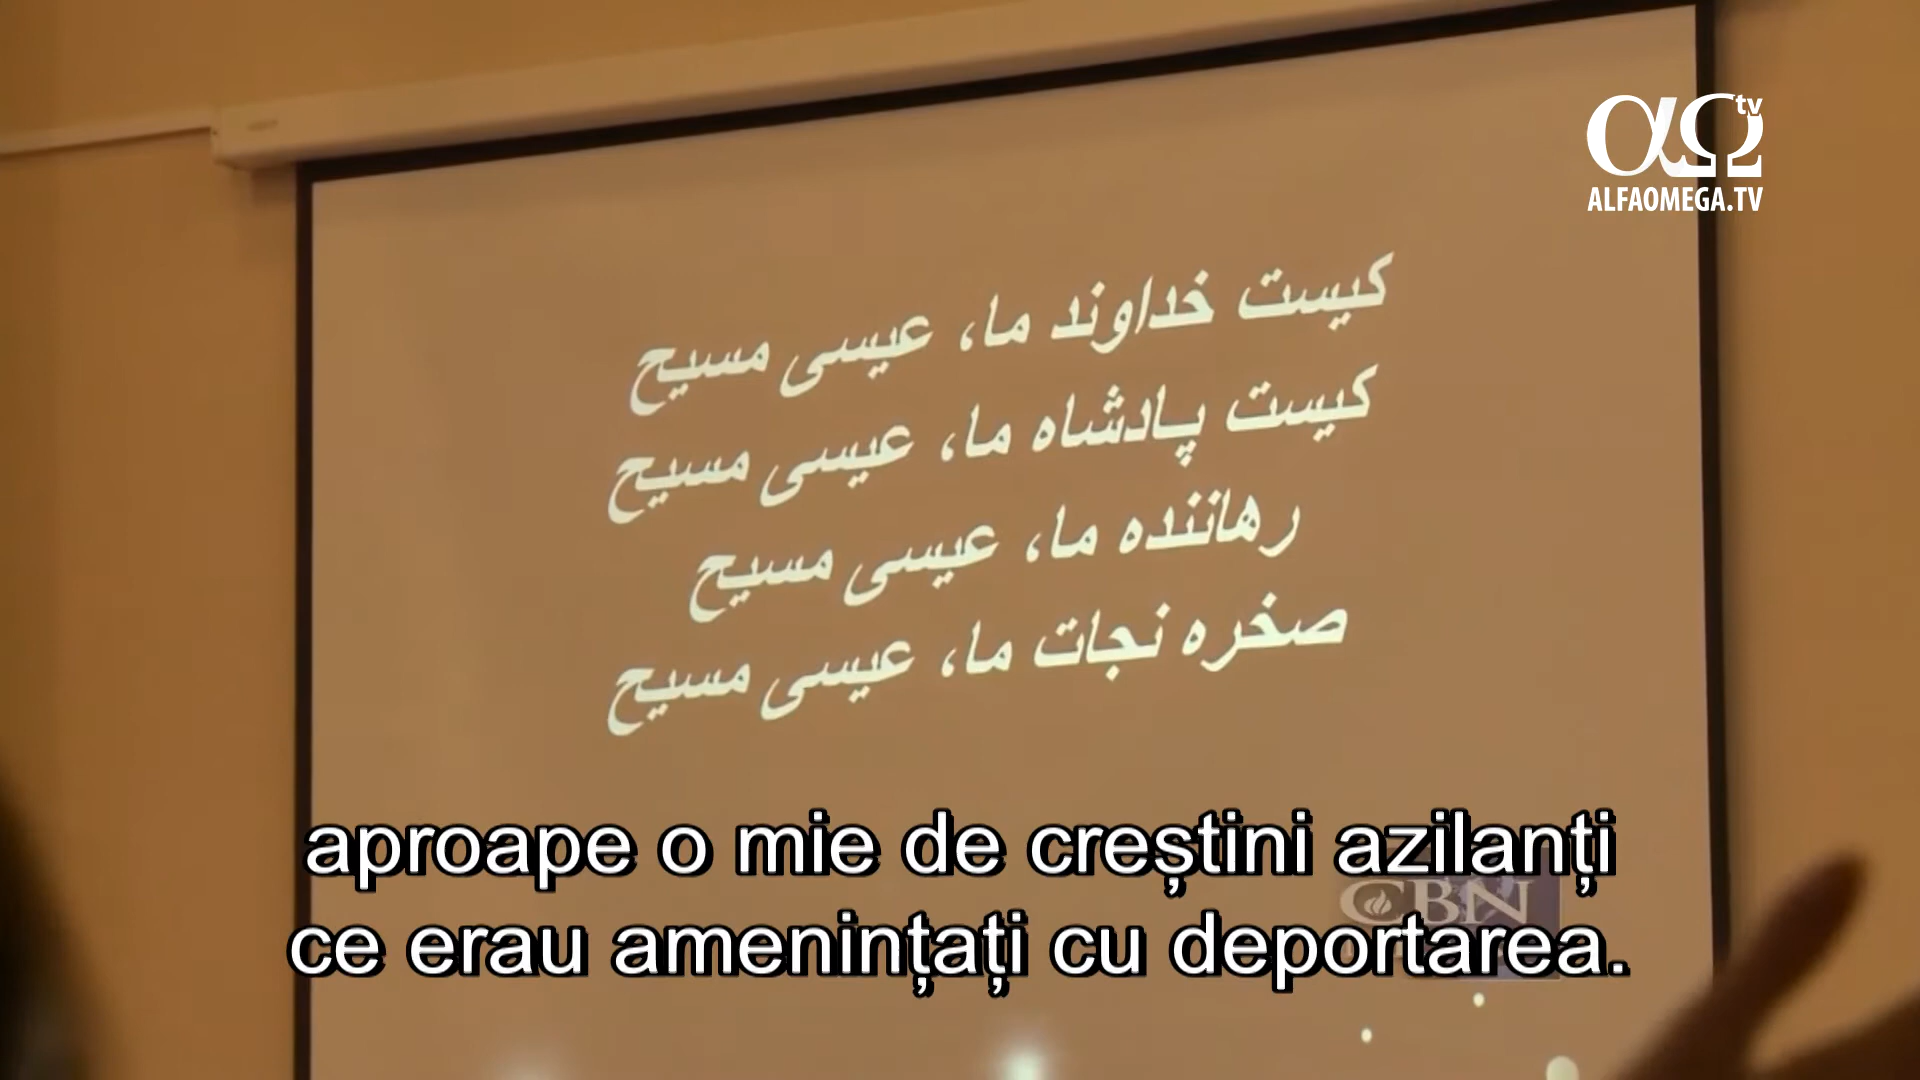 tv
ALFAOMEGA.TV
کیست خداوند ما، عیسی مسیح
کیست پادشاه ما، عیسی مسیح
رهاننده ما، عیسی مسیح
صخره نجات ما، عیسی مسیح
aproape o mie de creștini azilanți
CBN
ce erau amenințați cu deportarea.